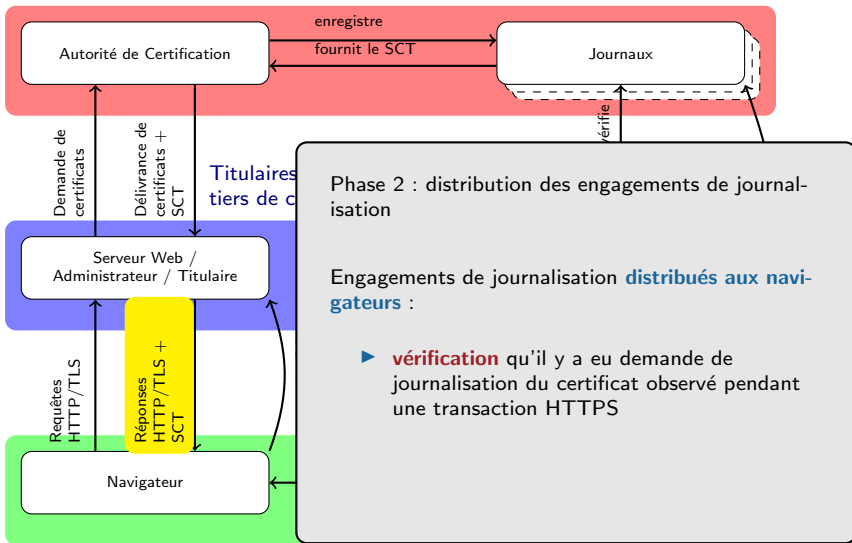 enregistre
Autorité de Certification
fournit le SCT
Journaux
Demande de
certificats
Délivrance de
certificats +
SCT
vérifie
Titulaires
tiers de c
Phase 2 : distribution des engagements de journal-
isation
Serveur Web /
Administrateur / Titulaire
Engagements de journalisation distribués aux navi-
gateurs :
vérification qu'il y a eu demande de
journalisation du certificat observé pendant
une transaction HTTPS
Requêtes
HTTP/TLS
Réponses
HTTP/TLS +
SCT
Navigateur